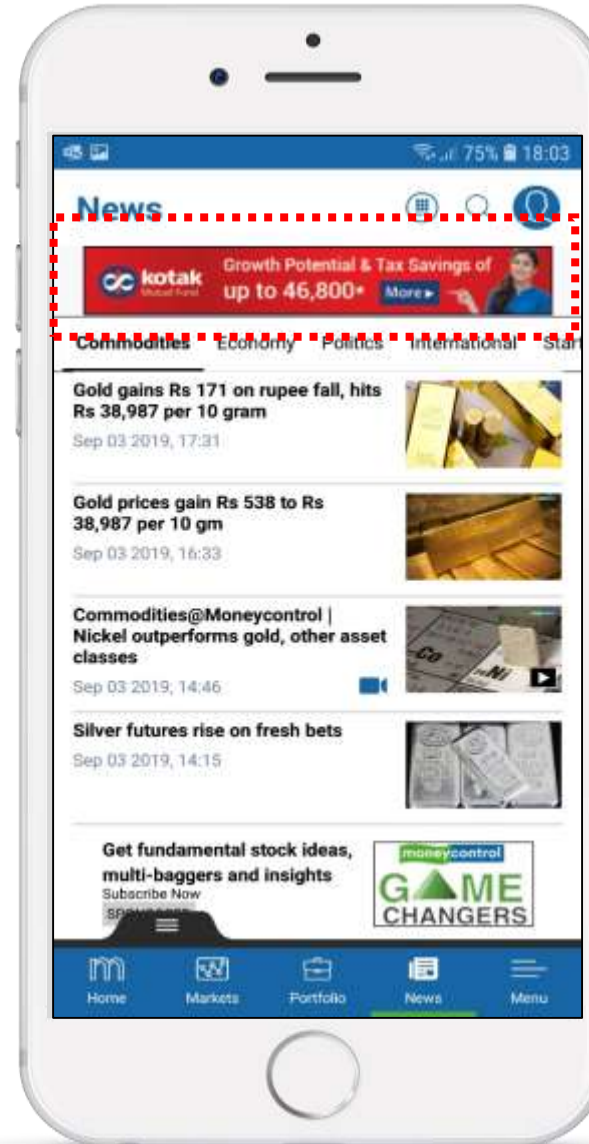 75% 18:03
News
kotak
Mutual Fund
Growth Potential & Tax Savings of
up to 46,800*
More
Commodities Economy Politics International Start
Gold gains Rs 171 on rupee fall, hits
Rs 38,987 per 10 gram
Sep 03 2019, 17:31
Gold prices gain Rs 538 to Rs
38,987 per 10 gm
Sep 03 2019, 16:33
Commodities@Moneycontrol |
Nickel outperforms gold, other asset
classes
Sep 03 2019, 14:46
Co
Ni
Silver futures rise on fresh bets
Sep 03 2019, 14:15
Get fundamental stock ideas,
multi-baggers and insights
Subscribe Now
moneycontrol
GAME
CHANGERS
Home Markets Portfolio News Menu